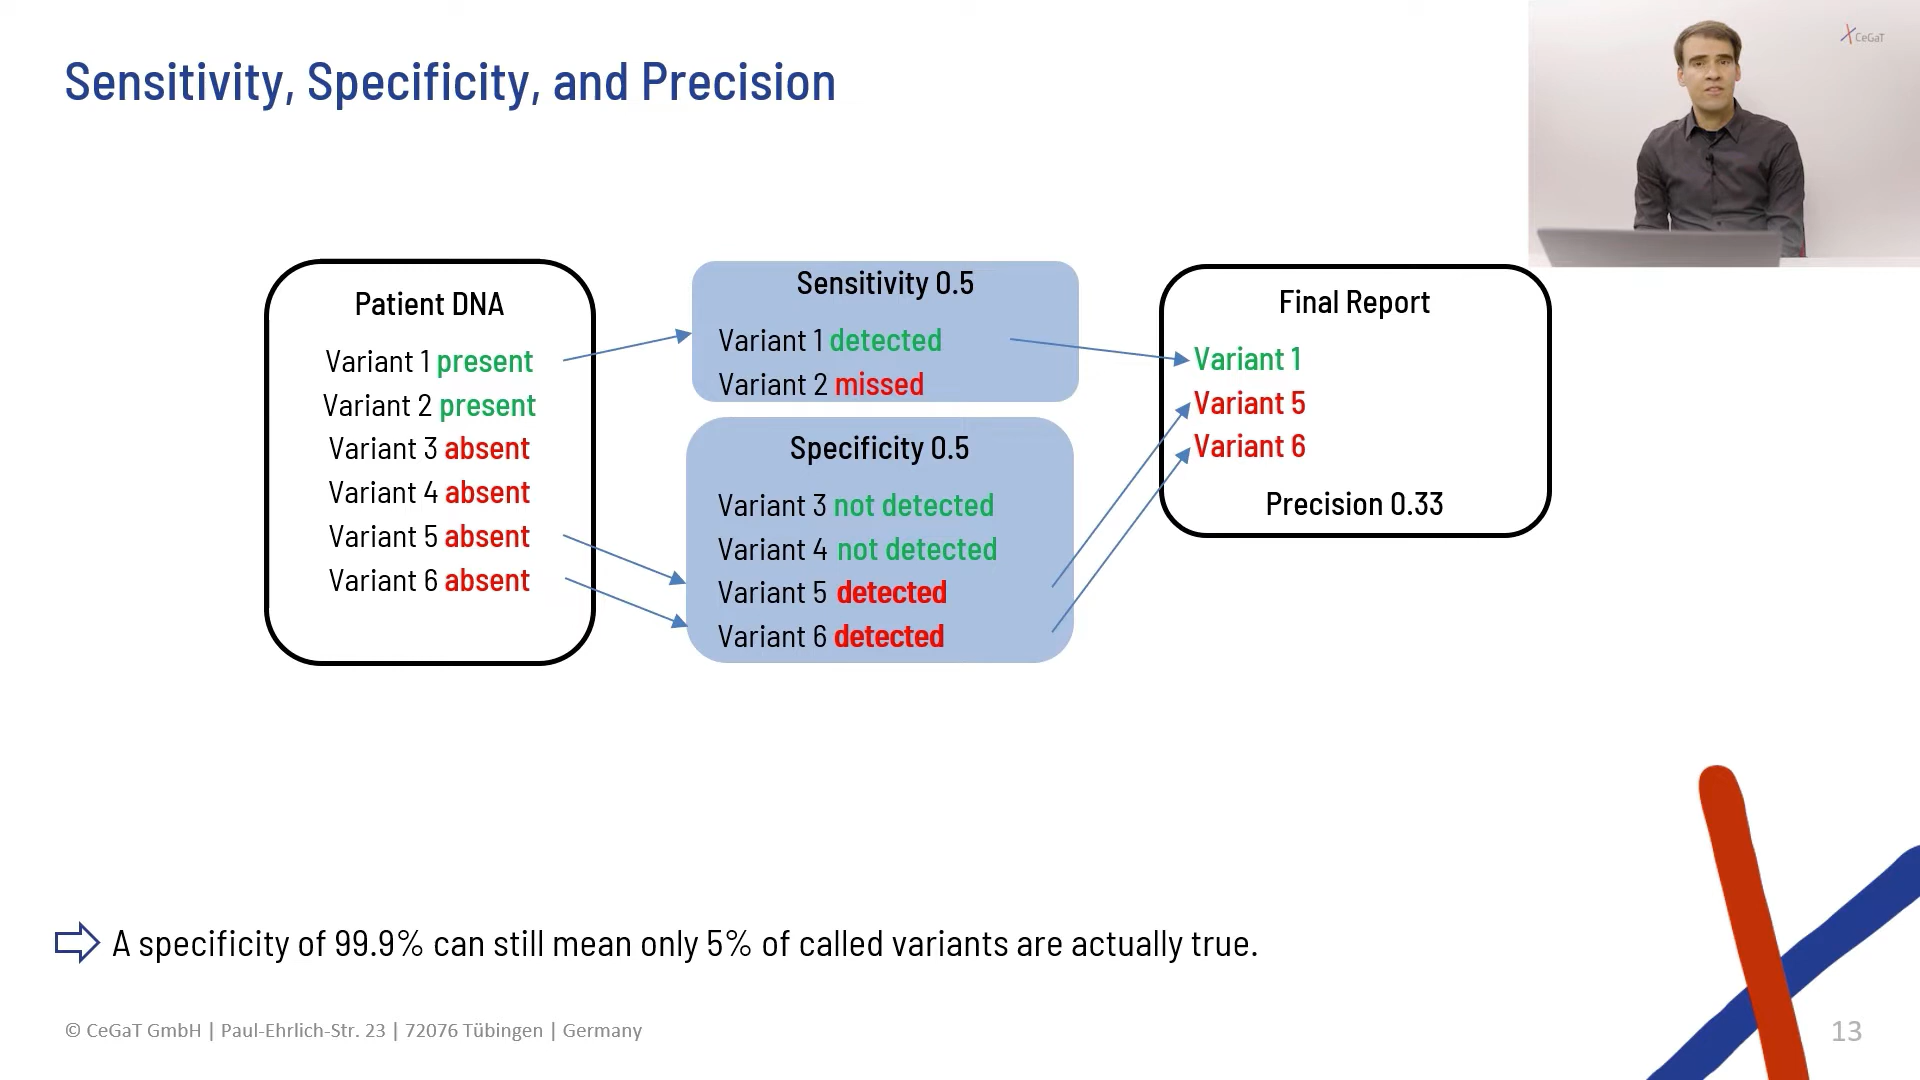 Sensitivity, Specificity, and Precision
CeGaT
Patient DNA
Variant 1 present
Variant 2 present
Variant 3 absent
Variant 4 absent
Variant 5 absent
Variant 6 absent
Sensitivity 0.5
Variant 1 detected
Variant 2 missed
Specificity 0.5
Variant 3 not detected
Variant 4 not detected
Variant 5 detected
Variant 6 detected
Final Report
Variant 1
Variant 5
Variant 6
Precision 0.33
A specificity of 99.9% can still mean only 5% of called variants are actually true.
© CeGaT GmbH | Paul-Ehrlich-Str. 23 | 72076 Tübingen | Germany
13